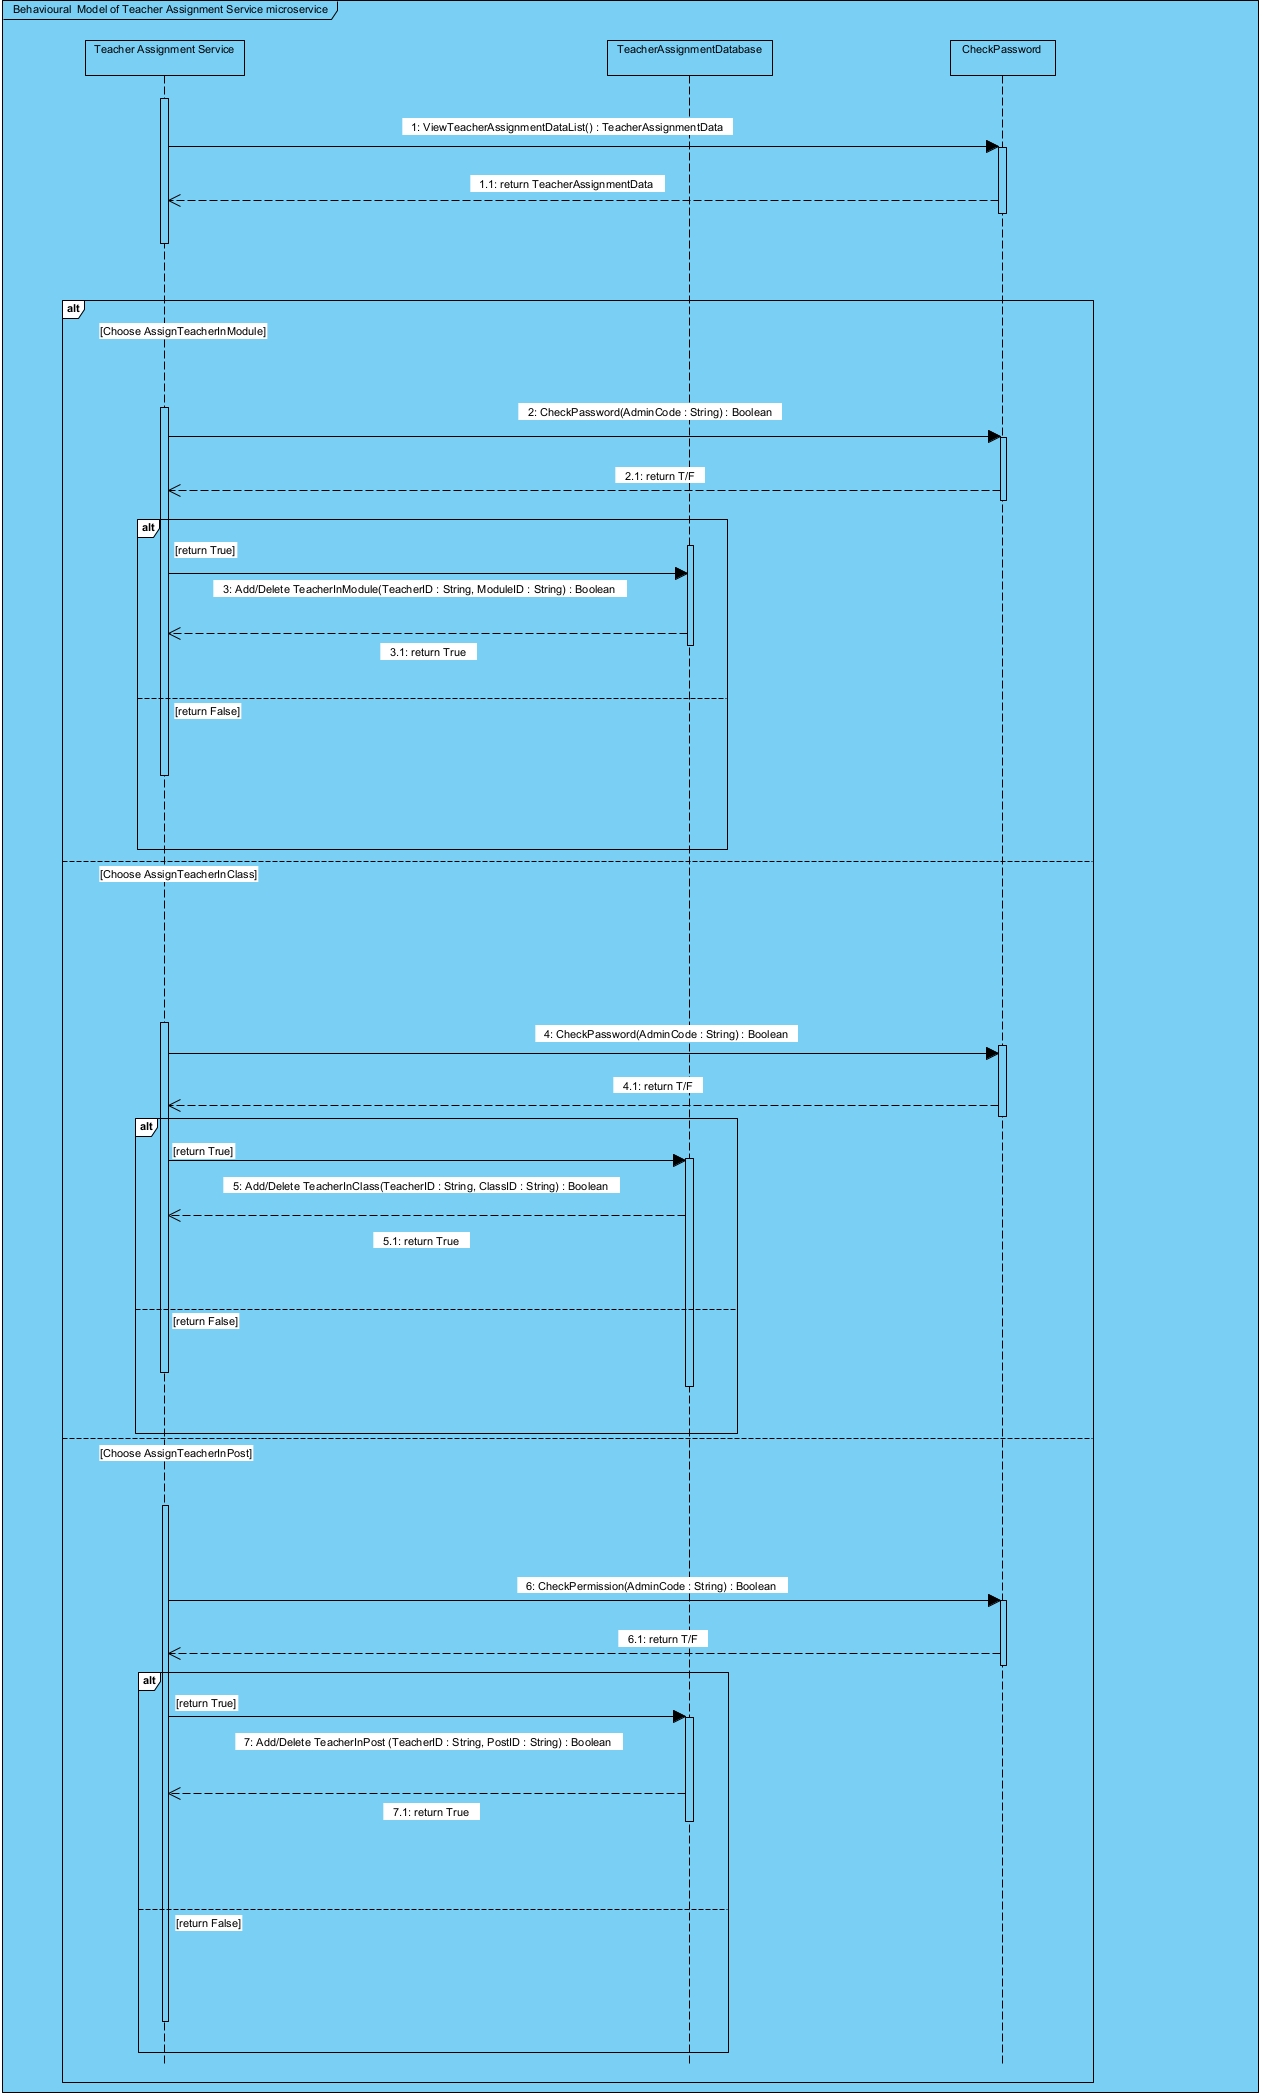 Behavioural Model of Teacher Assignment Service microservice
Teacher Assignment Service
TeacherAssignmentDatabase
CheckPassword
1: ViewTeacherAssignmentDataList() : TeacherAssignmentData
1.1: return TeacherAssignmentData
alt
[Choose AssignTeacherInModule]
2: CheckPassword(AdminCode : String) : Boolean
2.1: return T/F
alt
[return True]
3: Add/Delete TeacherInModule(TeacherID : String, ModuleID : String) : Boolean
3.1: return True
[return False]
[Choose AssignTeacherInClass]
4: CheckPassword(AdminCode : String) : Boolean
4.1: return T/F
alt
[return True]
5: Add/Delete TeacherInClass(TeacherID : String, ClassID : String) : Boolean
5.1: return True
[return False]
[Choose AssignTeacherInPost]
6: CheckPermission(AdminCode : String) : Boolean
6.1: return T/F
alt
[return True]
7: Add/Delete TeacherInPost (TeacherID : String, PostID : String) : Boolean
7.1: return True
[return False]